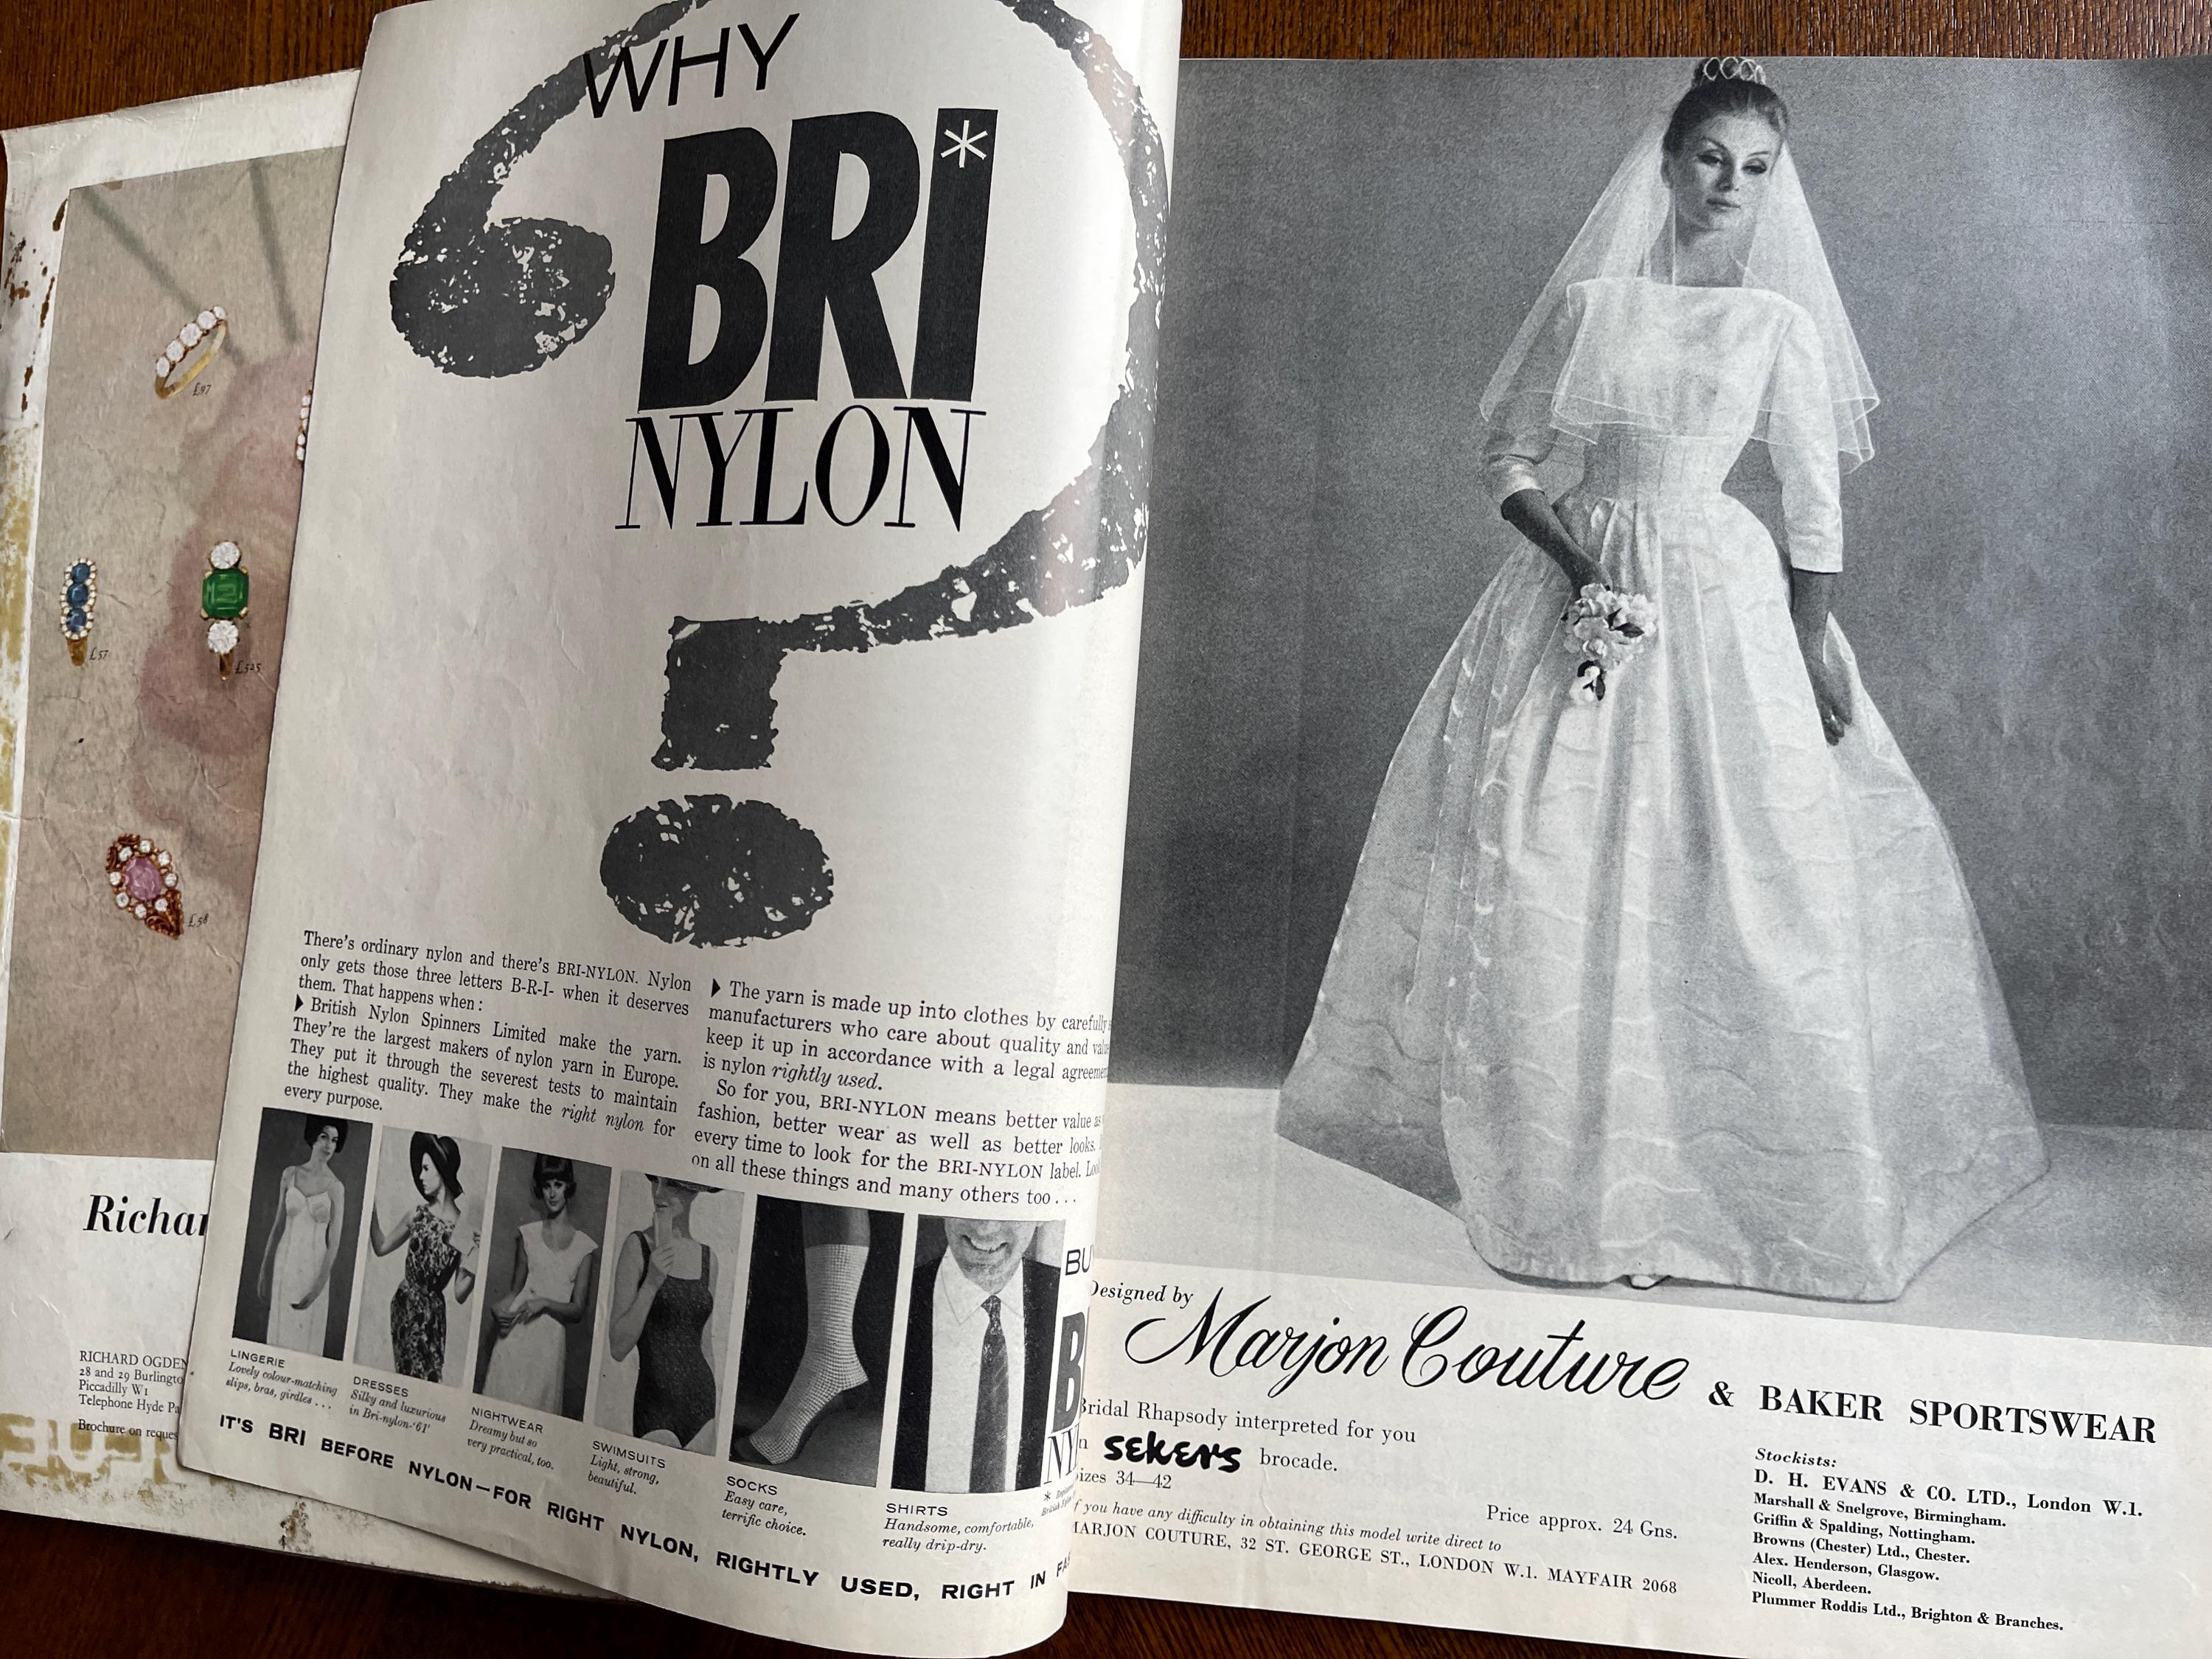 £97
£57
£525
£58
Richar
RICHARD OGDEN
28 and 29 Burlingto
Piccadilly W1
Telephone Hyde Pa
Brochure on reques
WHY
BRI*
NYLON
There's ordinary nylon and there's BRI-NYLON. Nylon
only gets those three letters B-R-I- when it deserves
them. That happens when :
▶ British Nylon Spinners Limited make the yarn.
They're the largest makers of nylon yarn in Europe.
They put it through the severest tests to maintain
the highest quality. They make the right nylon for
every purpose.
▶ The yarn is made up into clothes by carefully
manufacturers who care about quality and val
keep it up in accordance with a legal agreeme
is nylon rightly used.
So for you, BRI-NYLON means better value as
fashion, better wear as well as better looks.
every time to look for the BRI-NYLON label. Loo
on all these things and many others too . . .
LINGERIE
Lovely colour-matching
slips, bras, girdles . . .
DRESSES
Silky and luxurious
in Bri-nylon-'61'
NIGHTWEAR
Dreamy but so
very practical, too.
SWIMSUITS
Light, strong,
beautiful.
SOCKS
Easy care,
terrific choice.
SHIRTS
Handsome, comfortable,
really drip-dry.
BU
B
NY
IT'S BRI BEFORE NYLON—FOR RIGHT NYLON, RIGHTLY USED, RIGHT IN FA
Designed by
Marjon Couture & BAKER SPORTSWEAR
Bridal Rhapsody interpreted for you
n sekers brocade.
izes 34—42
Price approx. 24 Gns.
f you have any difficulty in obtaining this model write direct to
MARJON COUTURE, 32 ST. GEORGE ST., LONDON W.1. MAYFAIR 2068
Stockists:
D. H. EVANS & CO. LTD., London W.1.
Marshall & Snelgrove, Birmingham.
Griffin & Spalding, Nottingham.
Browns (Chester) Ltd., Chester.
Alex. Henderson, Glasgow.
Nicoll, Aberdeen.
Plummer Roddis Ltd., Brighton & Branches.